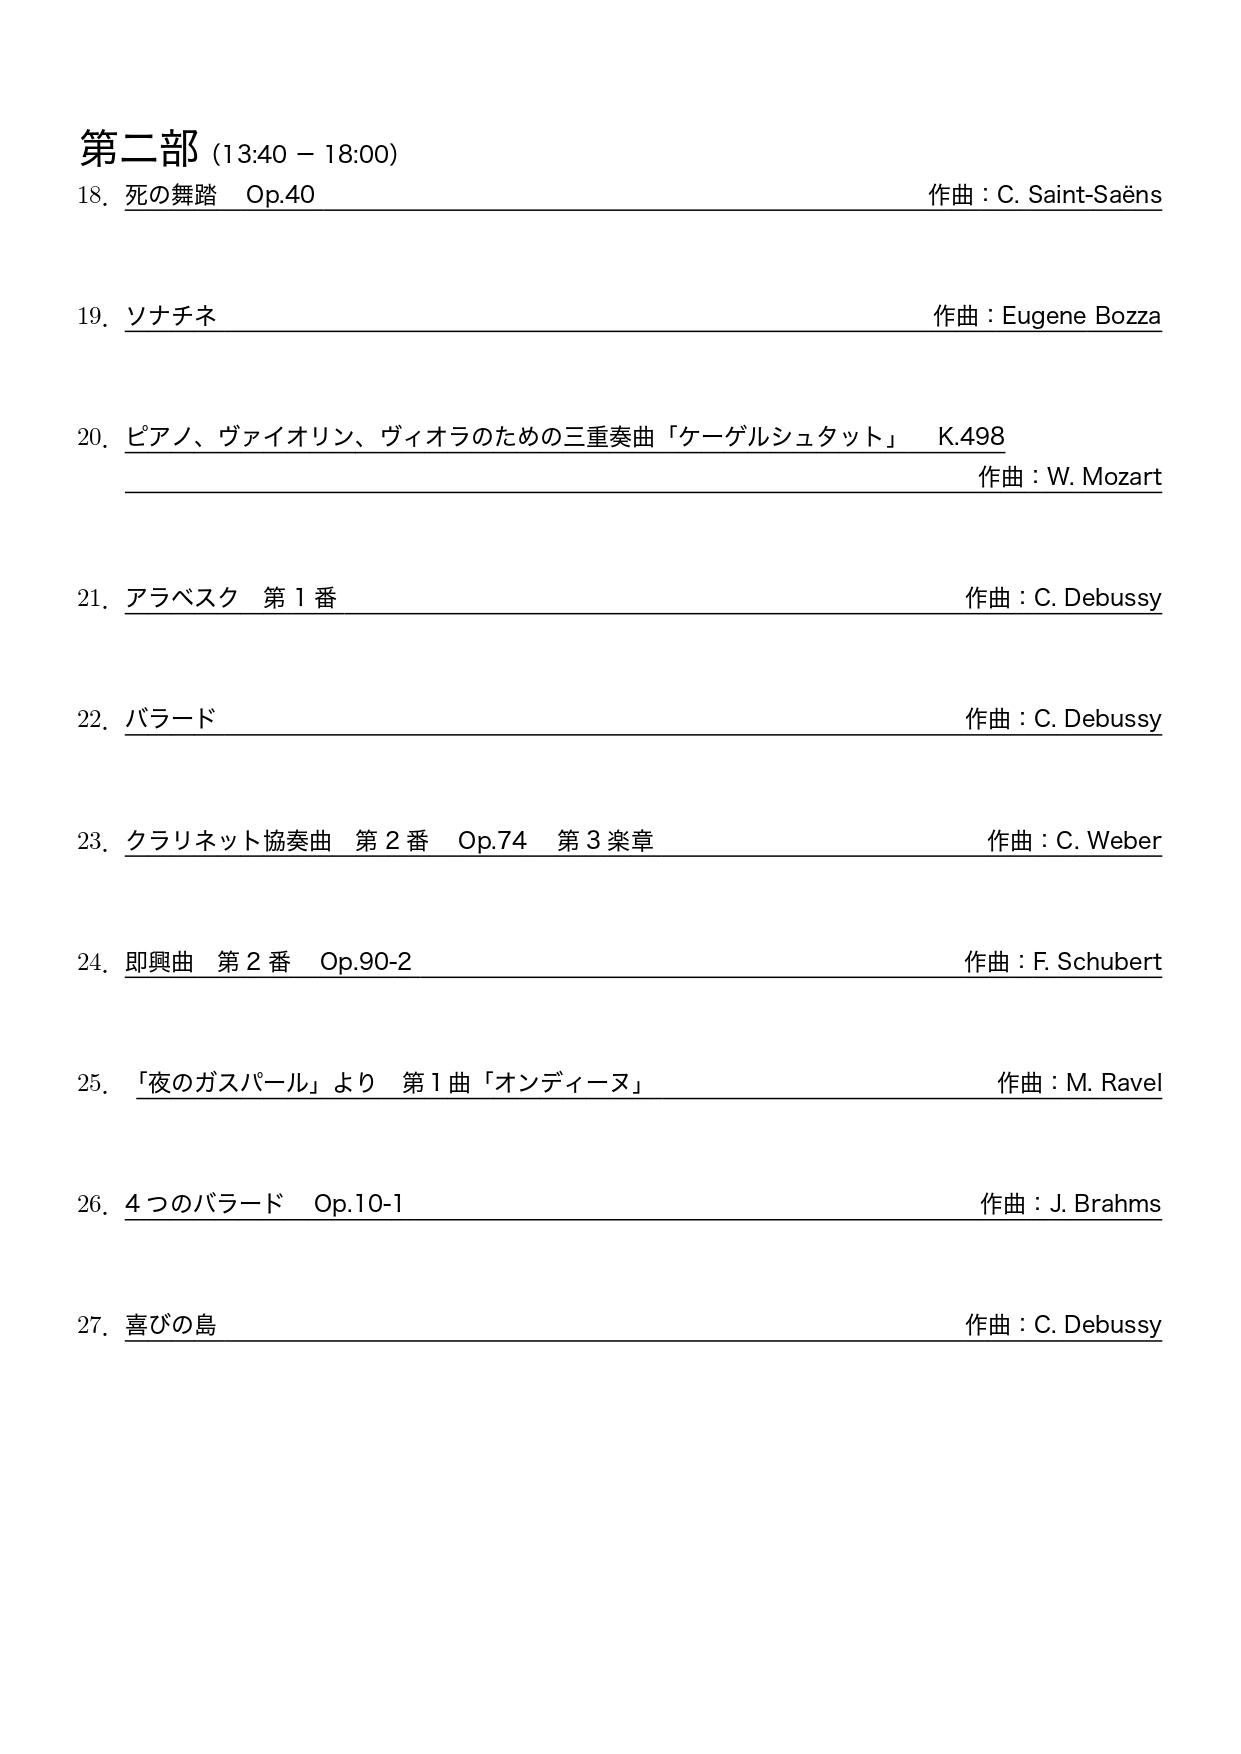 第二部（13:40 － 18:00）
18. 死の舞踏　Op.40　作曲：C. Saint-Saëns
19. ソナチネ　作曲：Eugene Bozza
20. ピアノ、ヴァイオリン、ヴィオラのための三重奏曲「ケーゲルシュタット」　K.498
作曲：W. Mozart
21. アラベスク　第 1 番　作曲：C. Debussy
22. バラード　作曲：C. Debussy
23. クラリネット協奏曲　第 2 番　Op.74　第 3 楽章　作曲：C. Weber
24. 即興曲　第 2 番　Op.90-2　作曲：F. Schubert
25. 「夜のガスパール」より　第 1 曲「オンディーヌ」　作曲：M. Ravel
26. 4 つのバラード　Op.10-1　作曲：J. Brahms
27. 喜びの島　作曲：C. Debussy